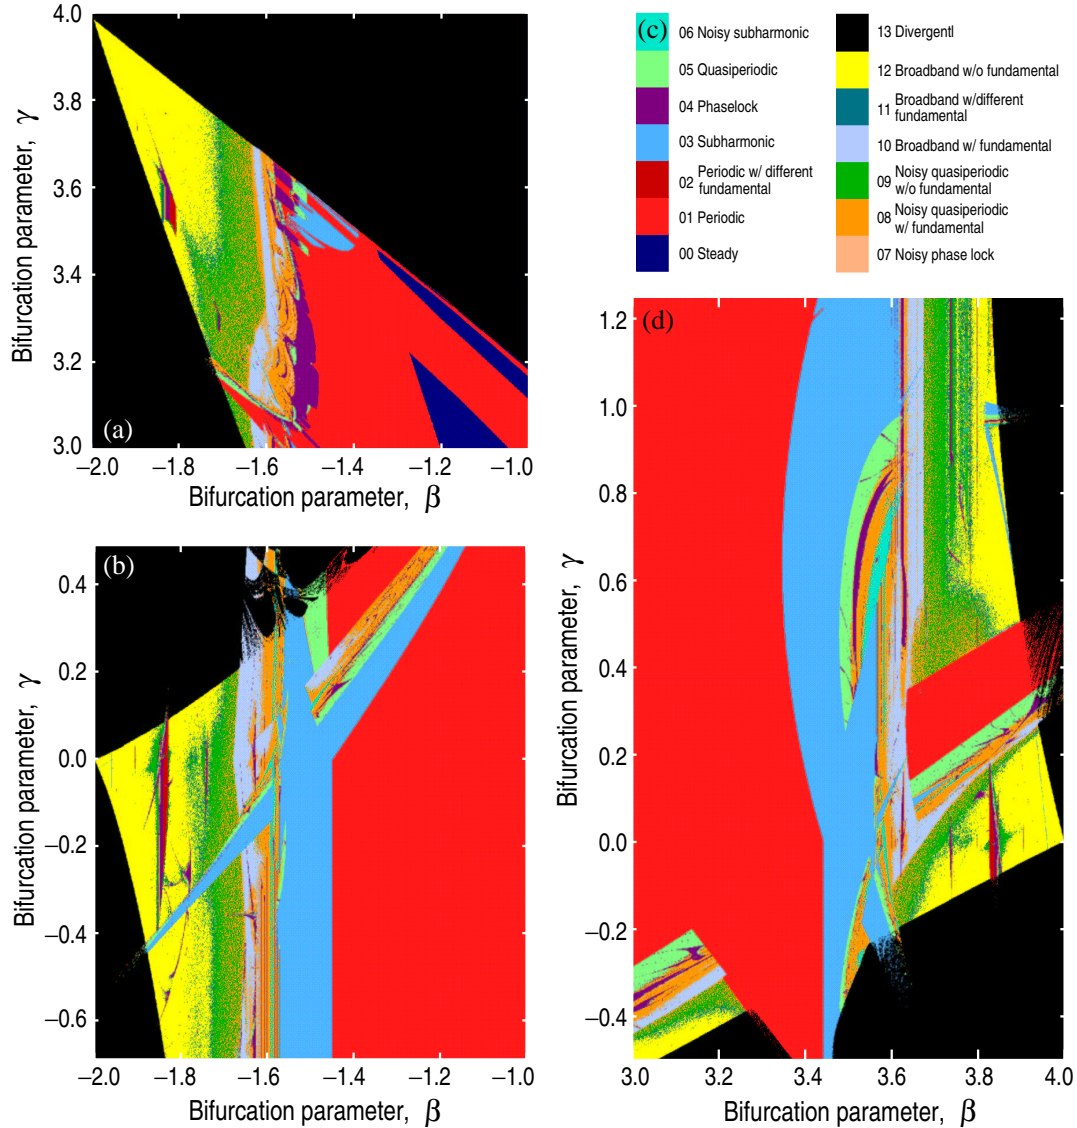 4.0
3.8
3.6
3.4
3.2
3.0
Bifurcation parameter, γ
(a)
−2.0 −1.8 −1.6 −1.4 −1.2 −1.0
Bifurcation parameter, β
(c)
06 Noisy subharmonic
05 Quasiperiodic
04 Phaselock
03 Subharmonic
02 Periodic w/ different
fundamental
01 Periodic
00 Steady
13 Divergentl
12 Broadband w/o fundamental
11 Broadband w/different
fundamental
10 Broadband w/ fundamental
09 Noisy quasiperiodic
w/o fundamental
08 Noisy quasiperiodic
w/ fundamental
07 Noisy phase lock
(b)
0.4
0.2
0.0
−0.2
−0.4
−0.6
Bifurcation parameter, γ
−2.0 −1.8 −1.6 −1.4 −1.2 −1.0
Bifurcation parameter, β
(d)
1.2
1.0
0.8
0.6
0.4
0.2
0.0
−0.2
−0.4
Bifurcation parameter, γ
3.0 3.2 3.4 3.6 3.8 4.0
Bifurcation parameter, β